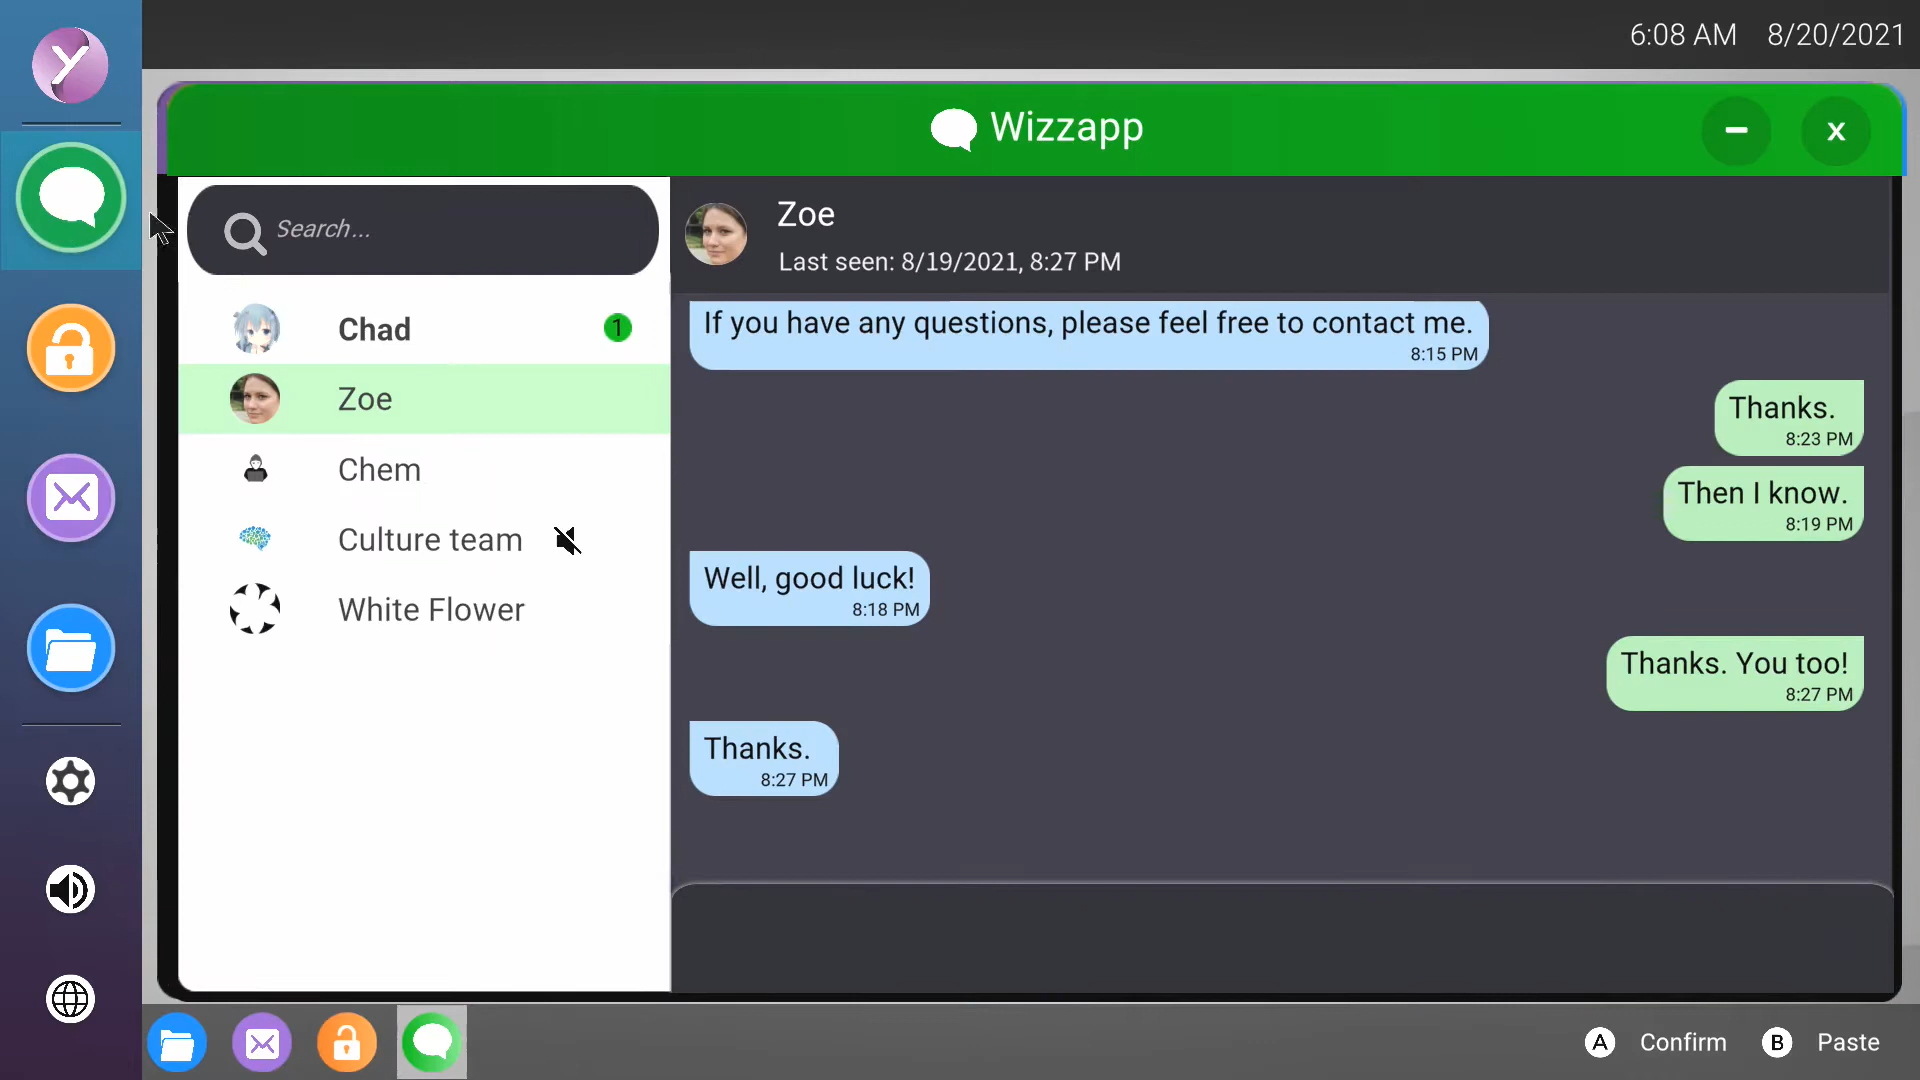 6:08 AM 8/20/2021
Y
Wizzapp
x
Search...
Chad 1
Zoe
Chem
Culture team
White Flower
Zoe
Last seen: 8/19/2021, 8:27 PM
If you have any questions, please feel free to contact me.
8:15 PM
Thanks.
8:23 PM
Then I know.
8:19 PM
Well, good luck!
8:18 PM
Thanks. You too!
8:27 PM
Thanks.
8:27 PM
A Confirm B Paste